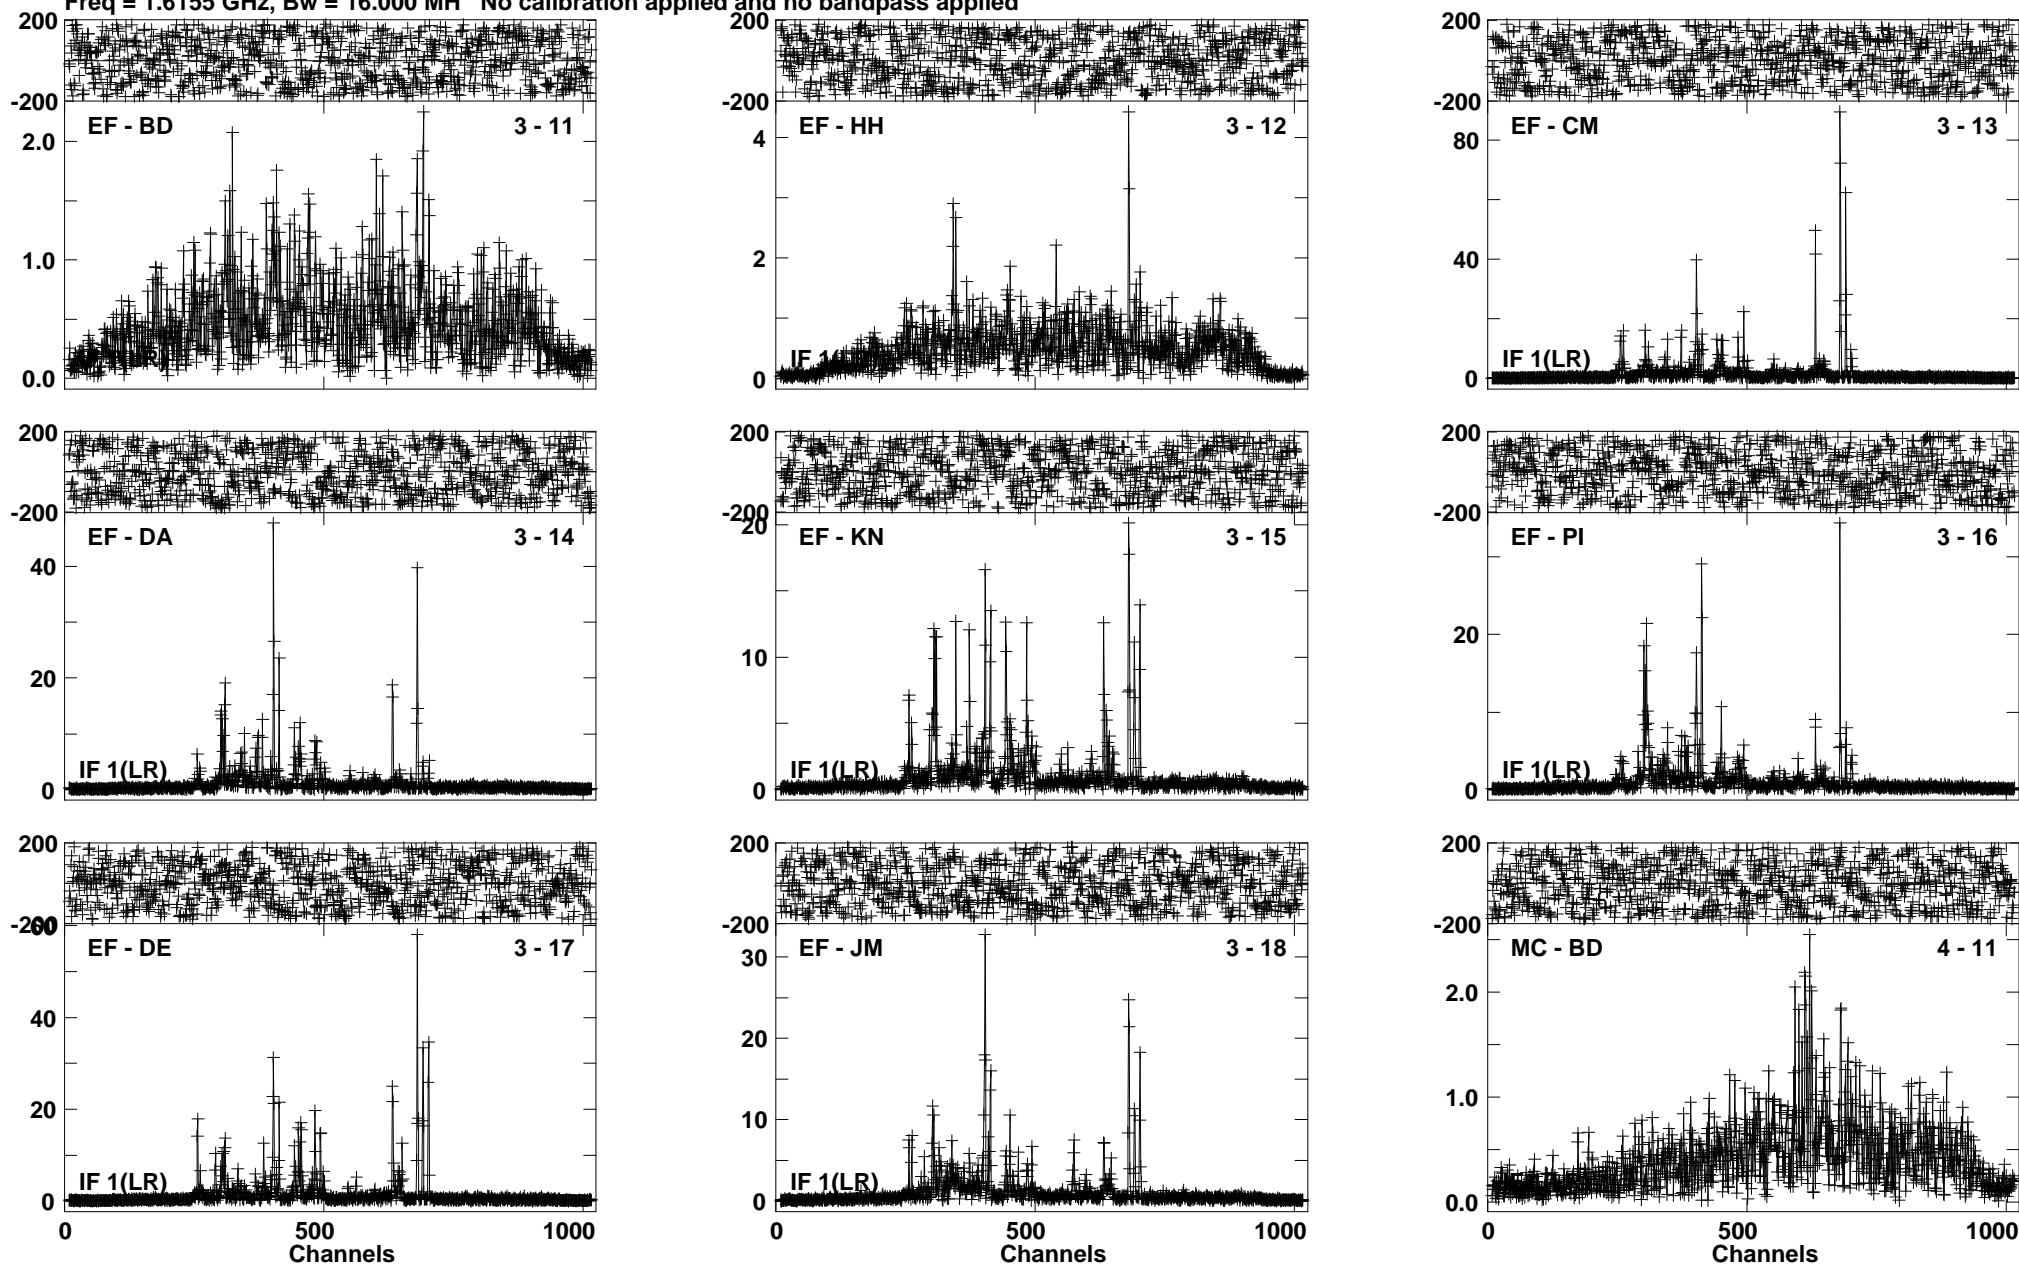 Freq = 1.6155 GHz, Bw = 16.000 MH No calibration applied and no bandpass applied
200 200 200
-200 -200 -200
EF - BD 3 - 11 EF - HH 3 - 12 EF - CM 3 - 13
2.0 4 80
1.0 2 40
IF 1(LR) IF 1(LR)
0.0 0 0
200 200 200
-200 -200 -200
20
EF - DA 3 - 14 EF - KN 3 - 15 EF - PI 3 - 16
40
20 10 20
IF 1(LR) IF 1(LR) IF 1(LR)
0 0 0
200 200 200
-200 -200 -200
60
EF - DE 3 - 17 EF - JM 3 - 18 MC - BD 4 - 11
30
40 20 2.0
20 10 1.0
IF 1(LR) IF 1(LR)
0 0 0.0
0 500 1000 0 500 1000 0 500 1000
Channels Channels Channels